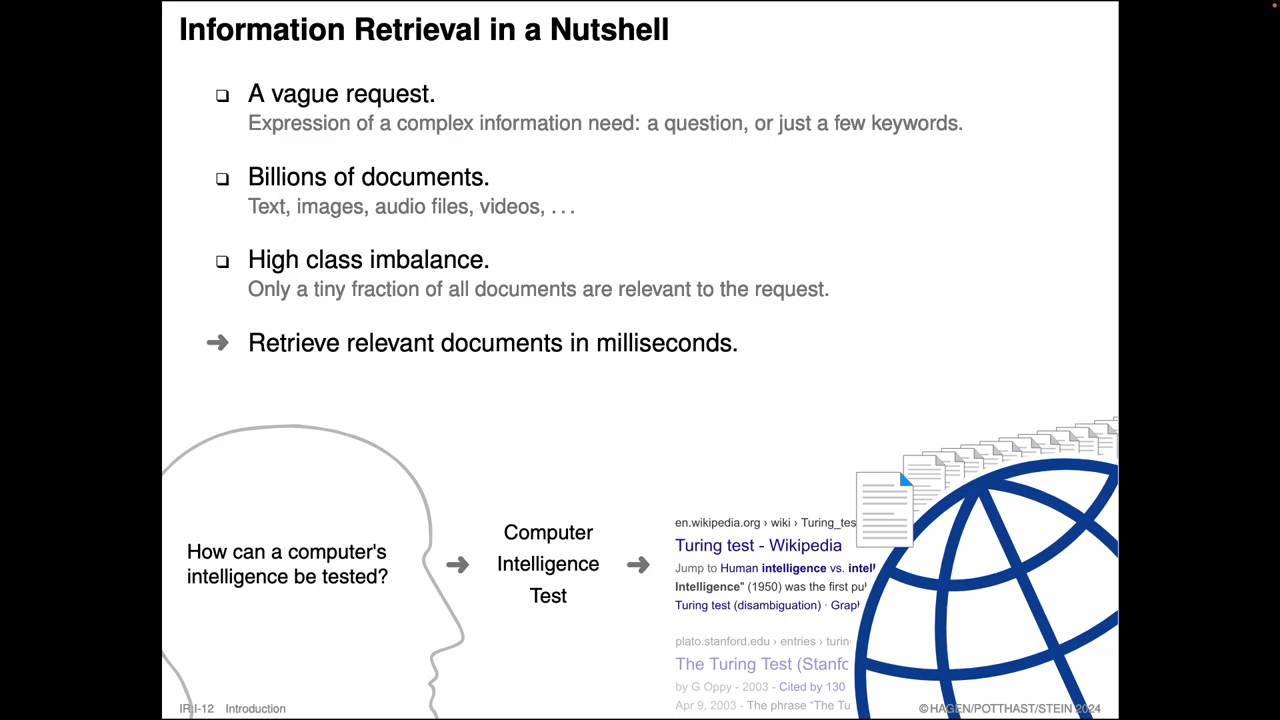 Information Retrieval in a Nutshell
❑ A vague request.
Expression of a complex information need: a question, or just a few keywords.
❑ Billions of documents.
Text, images, audio files, videos, . . .
❑ High class imbalance.
Only a tiny fraction of all documents are relevant to the request.
➜ Retrieve relevant documents in milliseconds.
How can a computer's
intelligence be tested?
➜
Computer
Intelligence
Test
➜
en.wikipedia.org › wiki › Turing_tes
Turing test - Wikipedia
Jump to Human intelligence vs. intell
Intelligence" (1950) was the first pu
Turing test (disambiguation) · Grap
plato.stanford.edu › entries › turin
The Turing Test (Stanfo
by G Oppy - 2003 - Cited by 130
Apr 9, 2003 - The phrase “The Tu
IR:I-12 Introduction
©HAGEN/POTTHAST/STEIN 2024